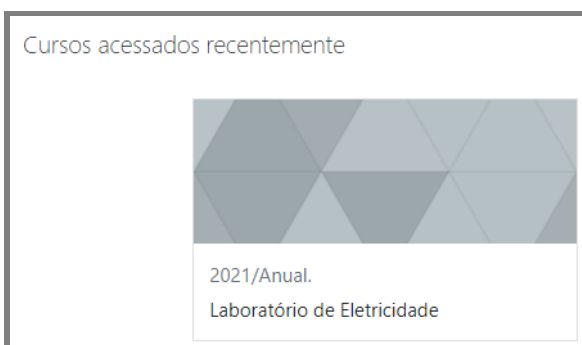 Cursos acessados recentemente
2021/Anual.
Laboratório de Eletricidade